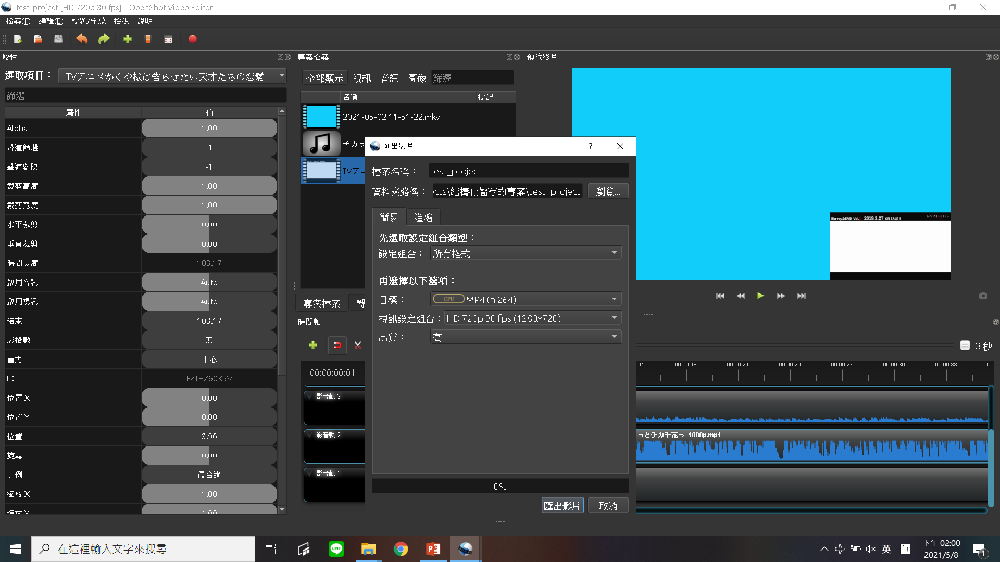 test_project [HD 720p 30 fps] - OpenShot Video Editor
檔案(F) 編輯(E) 標題/字幕 檢視 說明
屬性
選取項目： TVアニメかぐや様は告らせたい天才たちの恋愛...
篩選
屬性 值
Alpha 1.00
聲道篩選 -1
聲道對映 -1
裁剪高度 1.00
裁剪寬度 1.00
水平裁剪 0.00
垂直裁剪 0.00
時間長度 103.17
啟用音訊 Auto
啟用視訊 Auto
結束 103.17
影格數 無
重力 中心
ID FZJHZ60K5V
位置 X 0.00
位置 Y 0.00
位置 3.96
旋轉 0.00
比例 最合適
縮放 X 1.00
縮放 Y 1.00
專案檔案
全部顯示 視訊 音訊 圖像 篩選
名稱 標記
2021-05-02 11-51-22.mkv
チカっ
TVアニ
專案檔案 轉
預覽影片
Blu-ray&DVD Vol.1 2019.3.27 ON SALE!!
匯出影片
?
檔案名稱： test_project
資料夾路徑： cts\結構化儲存的專案\test_project 瀏覽...
簡易 進階
先選取設定組合類型：
設定組合： 所有格式
再選擇以下選項：
目標： CPU MP4 (h.264)
視訊設定組合： HD 720p 30 fps (1280x720)
品質： 高
0%
匯出影片 取消
時間軸
3 秒
00:00:00:01
:15 00:00:18 00:00:21 00:00:24 00:00:27 00:00:30 00:00:33 00
影音軌 3
影音軌 2
っとチカ千花っ_1080p.mp4
影音軌 1
在這裡輸入文字來搜尋
LINE
英
下午 02:00
2021/5/8
1